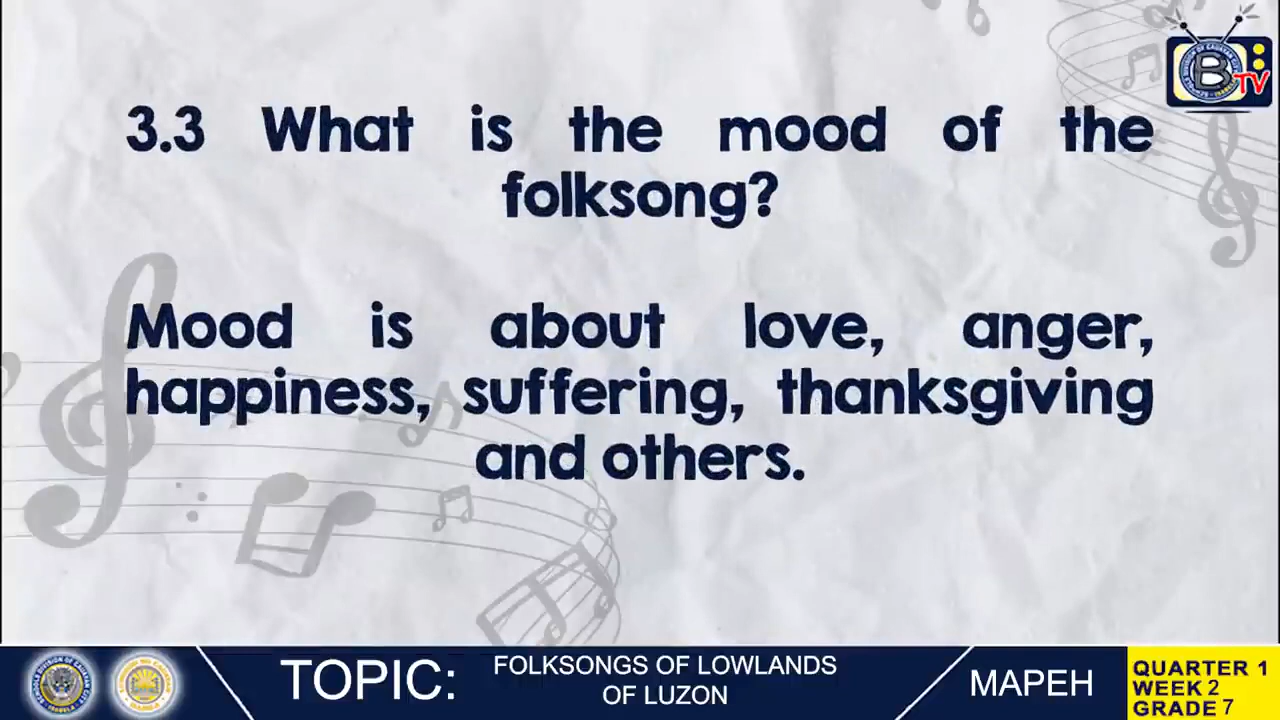 3.3 What is the mood of the
folksong?
Mood is about love, anger,
happiness, suffering, thanksgiving
and others.
B
TV
TOPIC:
FOLKSONGS OF LOWLANDS
OF LUZON
MAPEH
QUARTER 1
WEEK 2
GRADE 7